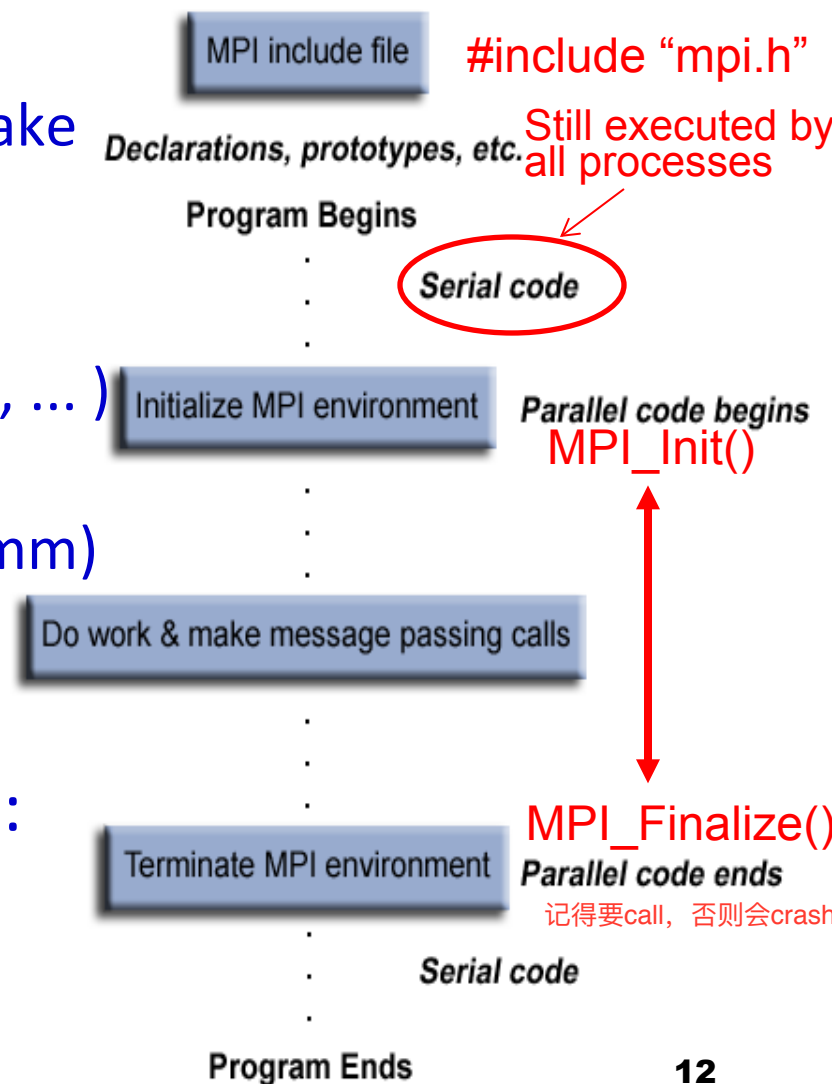 MPI include file
#include “mpi.h”
ake
Declarations, prototypes, etc.
Still executed by
all processes
Program Begins
.
.
.
Serial code
, ... )
Initialize MPI environment
Parallel code begins
MPI_Init()
.
.
.
mm)
Do work & make message passing calls
.
.
.
:
MPI_Finalize()
Terminate MPI environment
Parallel code ends
记得要call，否则会crash
.
.
.
Serial code
Program Ends
12